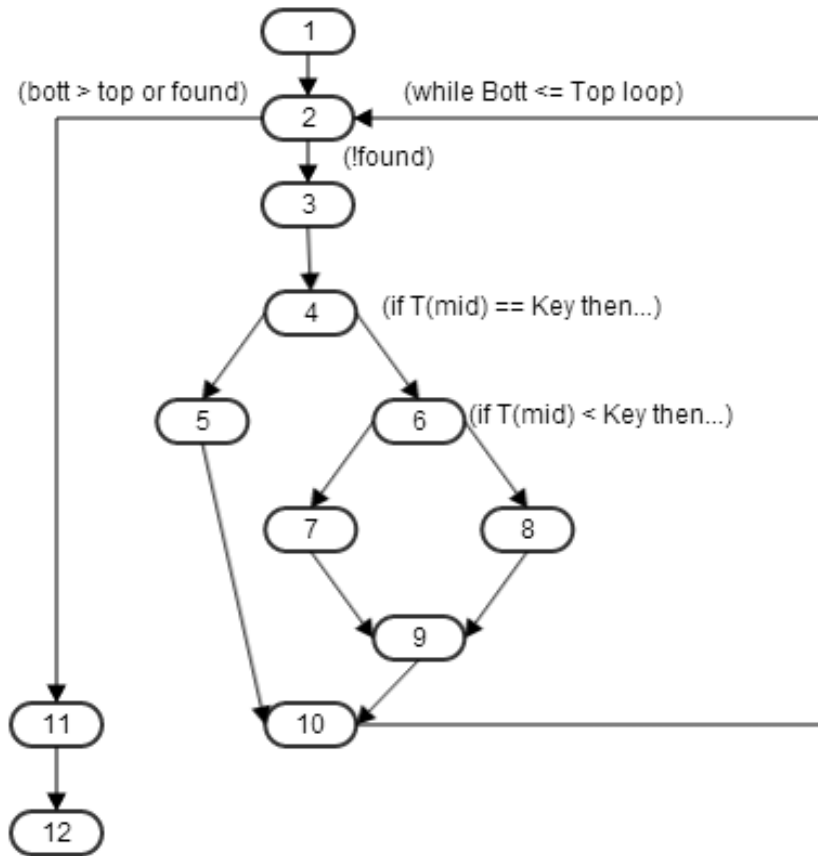 1
(bott > top or found)
(while Bott <= Top loop)
2
(!found)
3
4
(if T(mid) == Key then...)
5
6
(if T(mid) < Key then...)
7
8
9
11
10
12